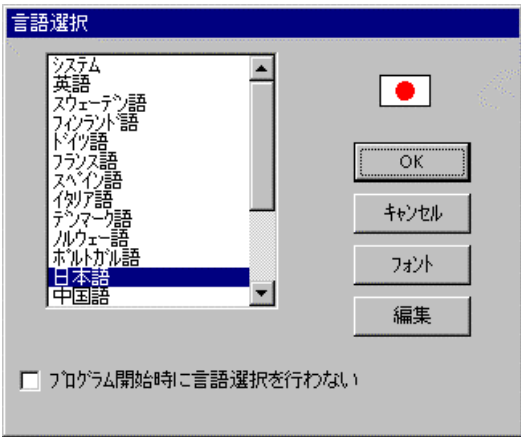 言語選択
システム
英語
スウェーデン語
フィンランド語
ドイツ語
フランス語
スペイン語
イタリア語
デンマーク語
ノルウェー語
ポルトガル語
日本語
中国語
OK
キャンセル
フォント
編集
プログラム開始時に言語選択を行わない